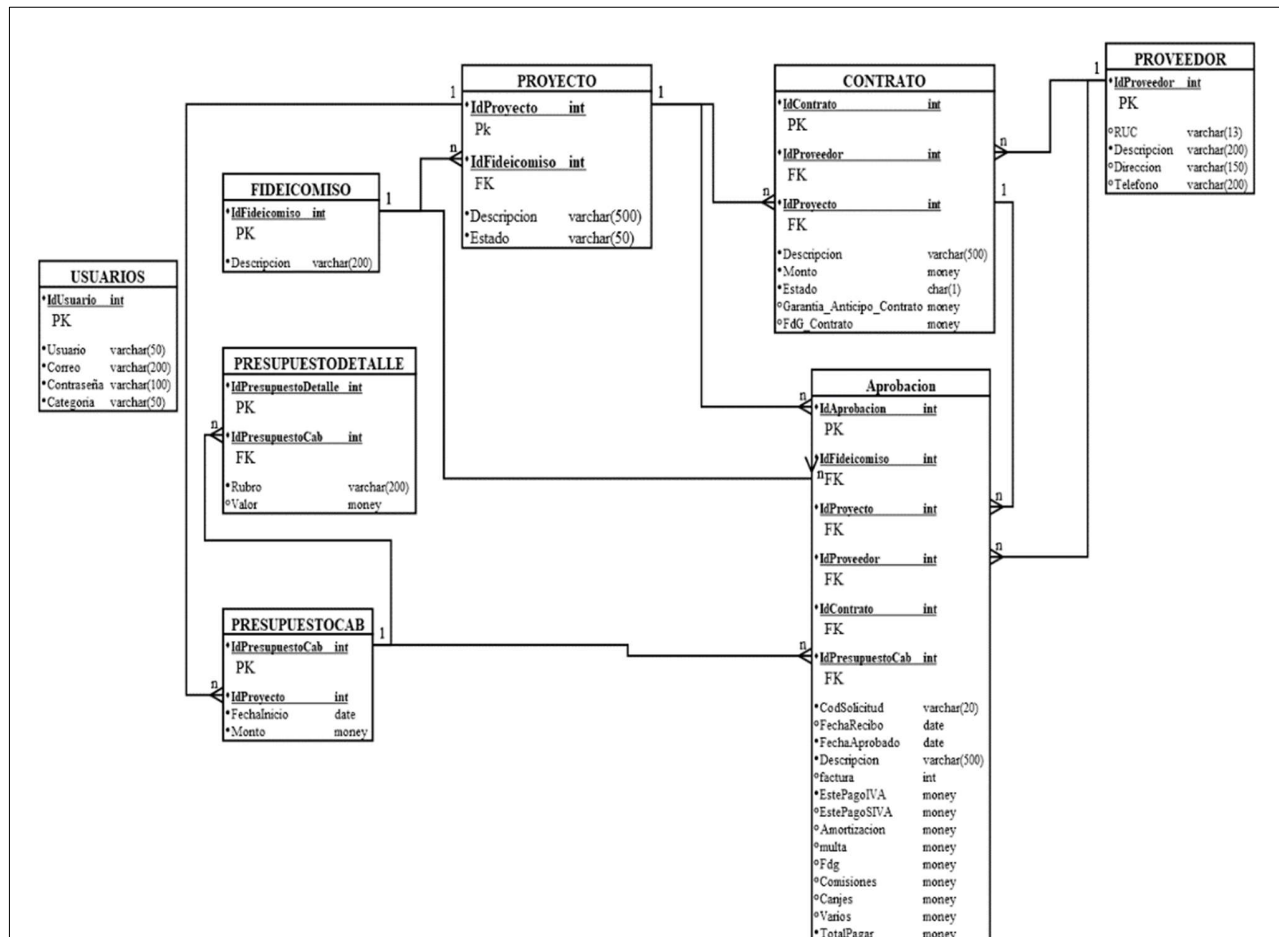 PROYECTO
IdProyecto int
Pk
IdFideicomiso int
FK
Descripcion varchar(500)
Estado varchar(50)
1
n
1
CONTRATO
IdContrato int
PK
IdProveedor int
FK
IdProyecto int
FK
Descripcion varchar(500)
Monto money
Estado char(1)
Garantia_Anticipo_Contrato money
FdG_Contrato money
n
n
1
PROVEEDOR
IdProveedor int
PK
RUC varchar(13)
Descripcion varchar(200)
Direccion varchar(150)
Telefono varchar(200)
1
FIDEICOMISO
IdFideicomiso int
PK
Descripcion varchar(200)
1
USUARIOS
IdUsuario int
PK
Usuario varchar(50)
Correo varchar(200)
Contraseña varchar(100)
Categoria varchar(50)
PRESUPUESTODETALLE
IdPresupuestoDetalle int
PK
IdPresupuestoCab int
FK
Rubro varchar(200)
Valor money
n
PRESUPUESTOCAB
IdPresupuestoCab int
PK
IdProyecto int
FechaInicio date
Monto money
1
n
Aprobacion
IdAprobacion int
PK
IdFideicomiso int
FK
IdProyecto int
FK
IdProveedor int
FK
IdContrato int
FK
IdPresupuestoCab int
FK
CodSolicitud varchar(20)
FechaRecibo date
FechaAprobado date
Descripcion varchar(500)
factura int
EstePagoIVA money
EstePagoSIVA money
Amortizacion money
multa money
Fdg money
Comisiones money
Canjes money
Varios money
TotalPagar money
n
n
n
n
n